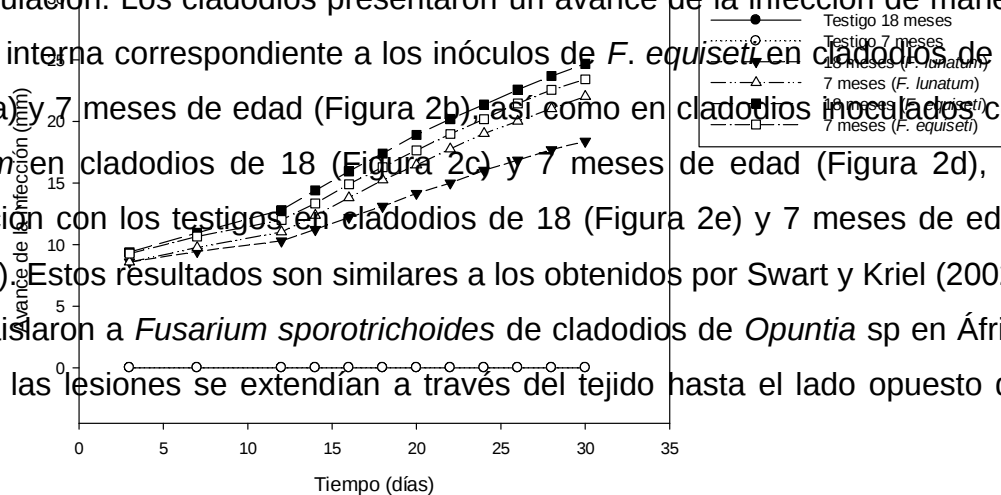 ulación. Los cladodios presentaron un avance de la infección de mane
interna correspondiente a los inóculos de F. equiseti en cladodios de
a) y 7 meses de edad (Figura 2b), así como en cladodios inoculados c
m en cladodios de 18 (Figura 2c) y 7 meses de edad (Figura 2d),
ción con los testigos en cladodios de 18 (Figura 2e) y 7 meses de ed
). Estos resultados son similares a los obtenidos por Swart y Kriel (200
islaron a Fusarium sporotrichoides de cladodios de Opuntia sp en Áfri
las lesiones se extendían a través del tejido hasta el lado opuesto
Testigo 18 meses
Testigo 7 meses
18 meses (F. lunatum)
7 meses (F. lunatum)
18 meses (F. equiseti)
7 meses (F. equiseti)
Avance de la infección (mm)
25
20
15
10
5
0
0 5 10 15 20 25 30 35
Tiempo (días)